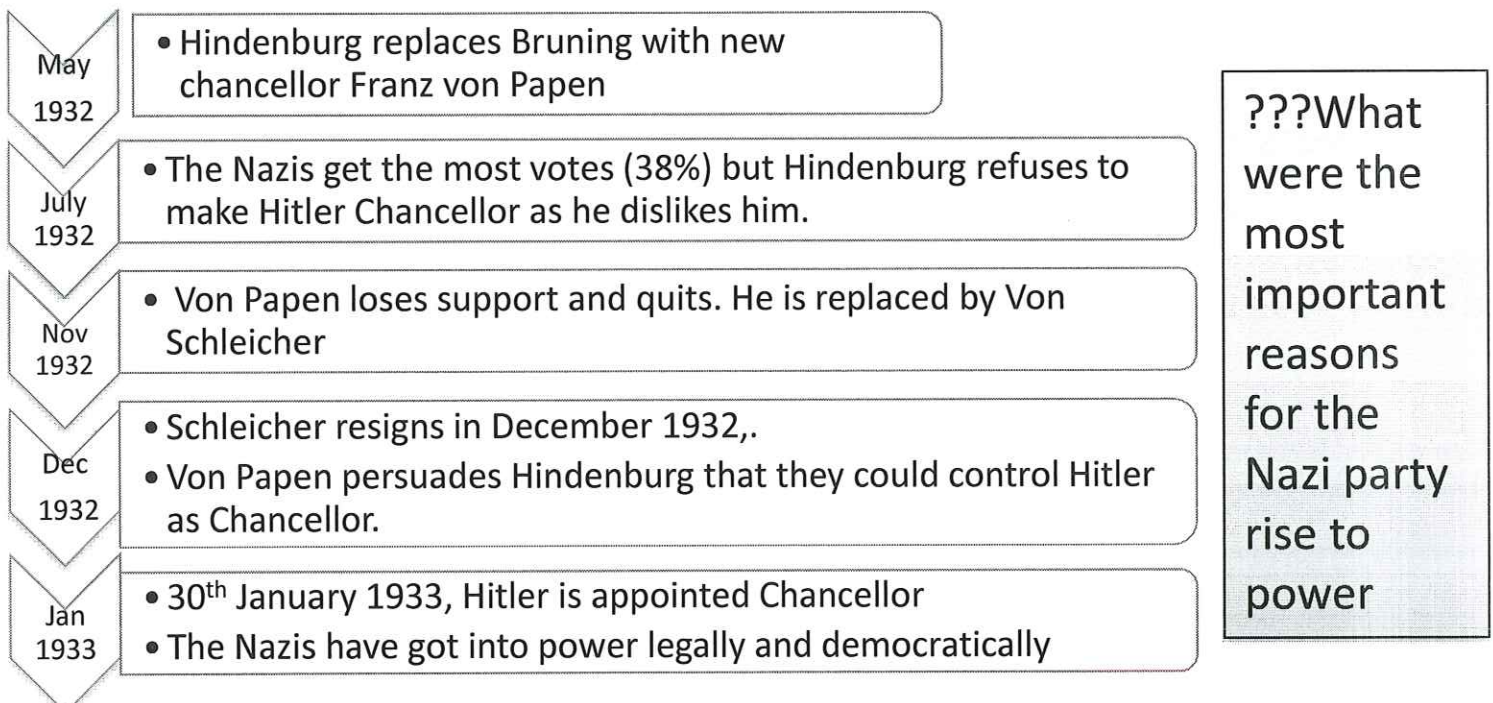 May
1932
• Hindenburg replaces Bruning with new
chancellor Franz von Papen
July
1932
• The Nazis get the most votes (38%) but Hindenburg refuses to
make Hitler Chancellor as he dislikes him.
Nov
1932
• Von Papen loses support and quits. He is replaced by Von
Schleicher
Dec
1932
• Schleicher resigns in December 1932,.
• Von Papen persuades Hindenburg that they could control Hitler
as Chancellor.
Jan
1933
• 30th January 1933, Hitler is appointed Chancellor
• The Nazis have got into power legally and democratically
???What
were the
most
important
reasons
for the
Nazi party
rise to
power